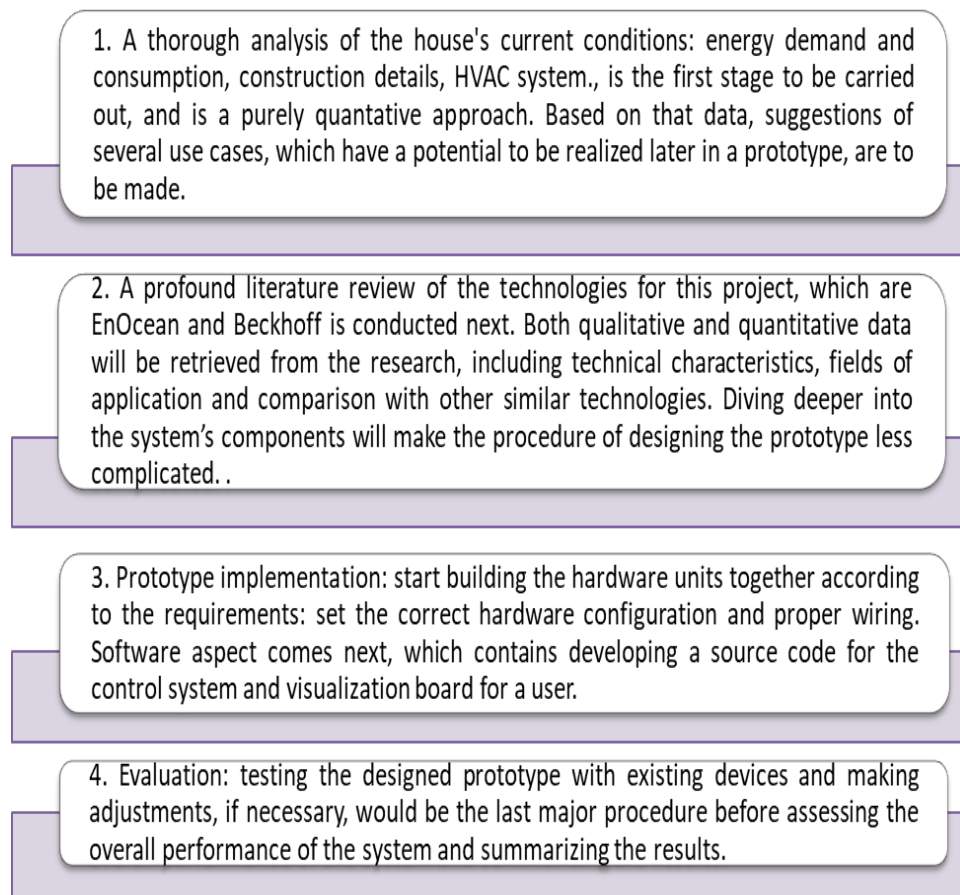 1. A thorough analysis of the house's current conditions: energy demand and
consumption, construction details, HVAC system., is the first stage to be carried
out, and is a purely quantative approach. Based on that data, suggestions of
several use cases, which have a potential to be realized later in a prototype, are to
be made.
2. A profound literature review of the technologies for this project, which are
EnOcean and Beckhoff is conducted next. Both qualitative and quantitative data
will be retrieved from the research, including technical characteristics, fields of
application and comparison with other similar technologies. Diving deeper into
the system’s components will make the procedure of designing the prototype less
complicated. .
3. Prototype implementation: start building the hardware units together according
to the requirements: set the correct hardware configuration and proper wiring.
Software aspect comes next, which contains developing a source code for the
control system and visualization board for a user.
4. Evaluation: testing the designed prototype with existing devices and making
adjustments, if necessary, would be the last major procedure before assessing the
overall performance of the system and summarizing the results.